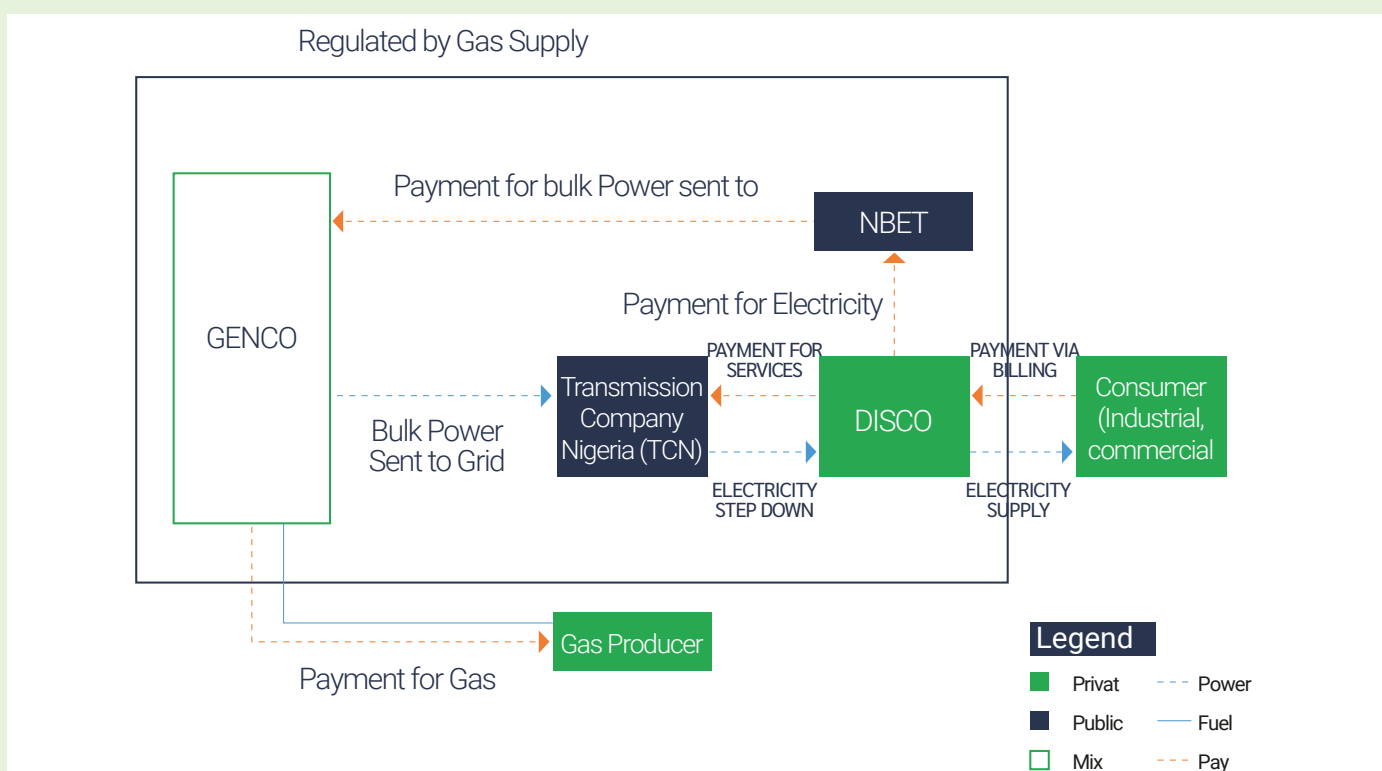 Regulated by Gas Supply
Payment for bulk Power sent to
NBET
GENCO
Payment for Electricity
PAYMENT FOR
SERVICES
PAYMENT VIA
BILLING
Transmission
Company
Nigeria (TCN)
DISCO
Consumer
(Industrial,
commercial
Bulk Power
Sent to Grid
ELECTRICITY
STEP DOWN
ELECTRICITY
SUPPLY
Gas Producer
Payment for Gas
Legend
Privat
Power
Public
Fuel
Mix
Pay